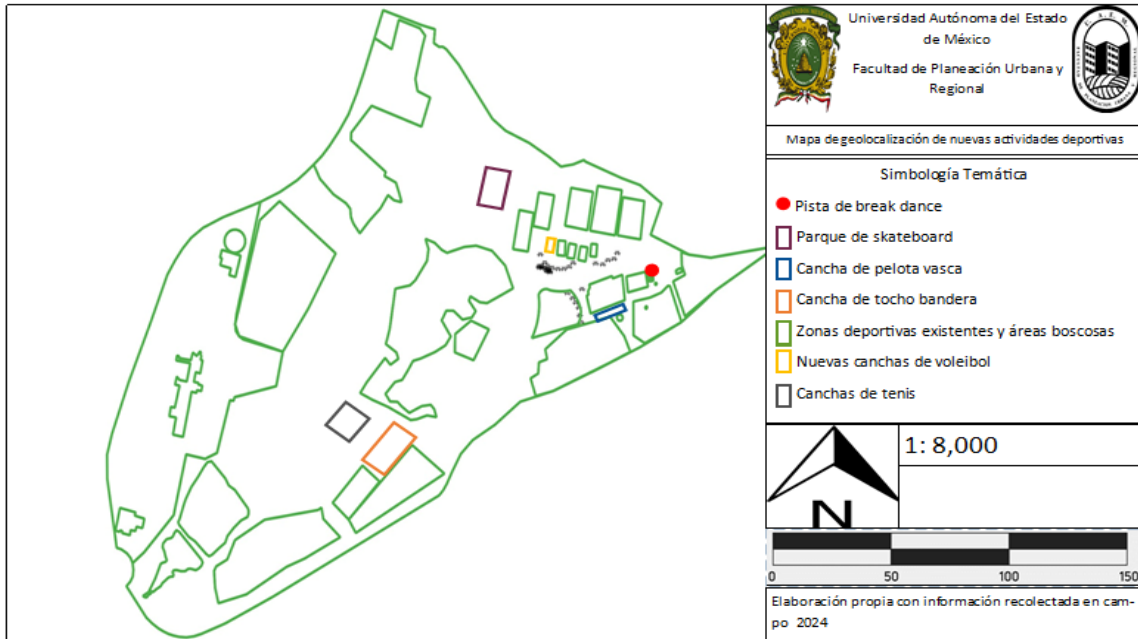 Universidad Autónoma del Estado
de México
Facultad de Planeación Urbana y
Regional
Mapa de geolocalización de nuevas actividades deportivas
Simbología Temática
Pista de break dance
Parque de skateboard
Cancha de pelota vasca
Cancha de tocho bandera
Zonas deportivas existentes y áreas boscosas
Nuevas canchas de voleibol
Canchas de tenis
1: 8,000
N
0 50 100 150
Elaboración propia con información recolectada en cam-
po 2024